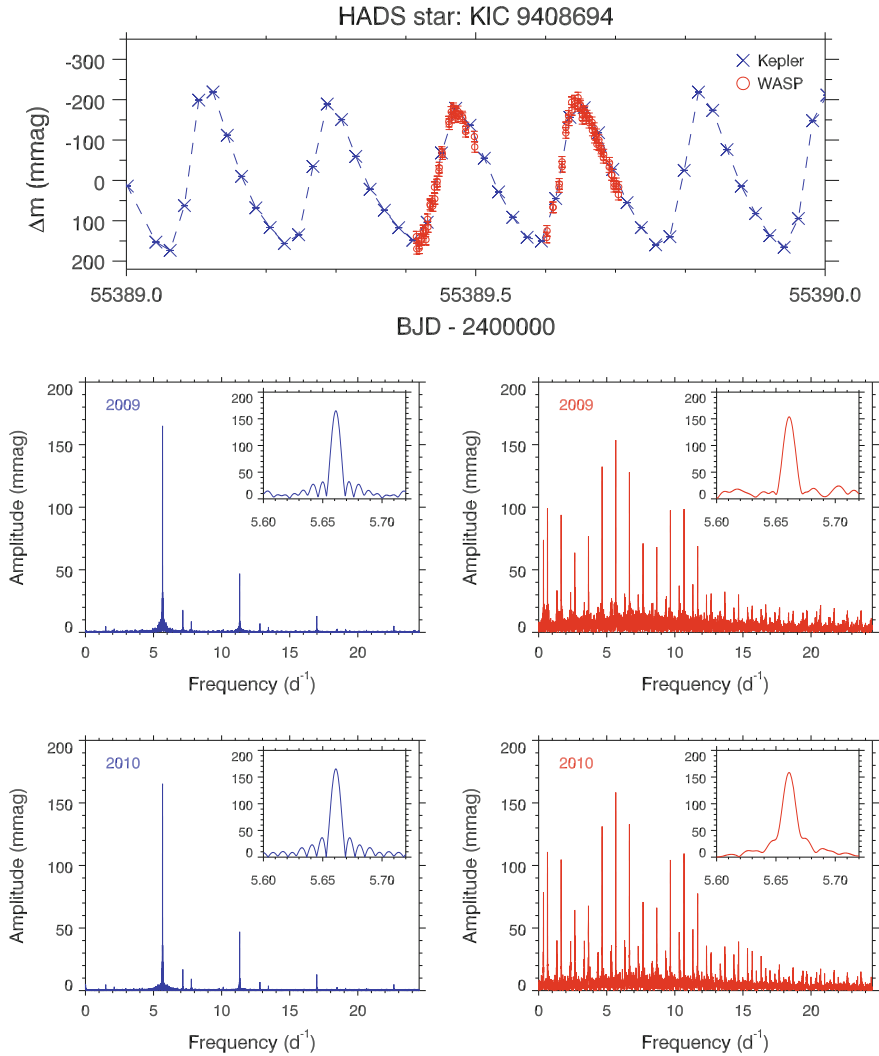 HADS star: KIC 9408694
Δm (mmag)
-300
-200
-100
0
100
200
Kepler
WASP
55389.0 55389.5 55390.0
BJD - 2400000
2009
Amplitude (mmag)
200
150
100
50
0
0 5 10 15 20
Frequency (d-1)
200
150
100
50
0
5.60 5.65 5.70
2009
Amplitude (mmag)
200
150
100
50
0
0 5 10 15 20
Frequency (d-1)
200
150
100
50
0
5.60 5.65 5.70
2010
Amplitude (mmag)
200
150
100
50
0
0 5 10 15 20
Frequency (d-1)
200
150
100
50
0
5.60 5.65 5.70
2010
Amplitude (mmag)
200
150
100
50
0
0 5 10 15 20
Frequency (d-1)
200
150
100
50
0
5.60 5.65 5.70